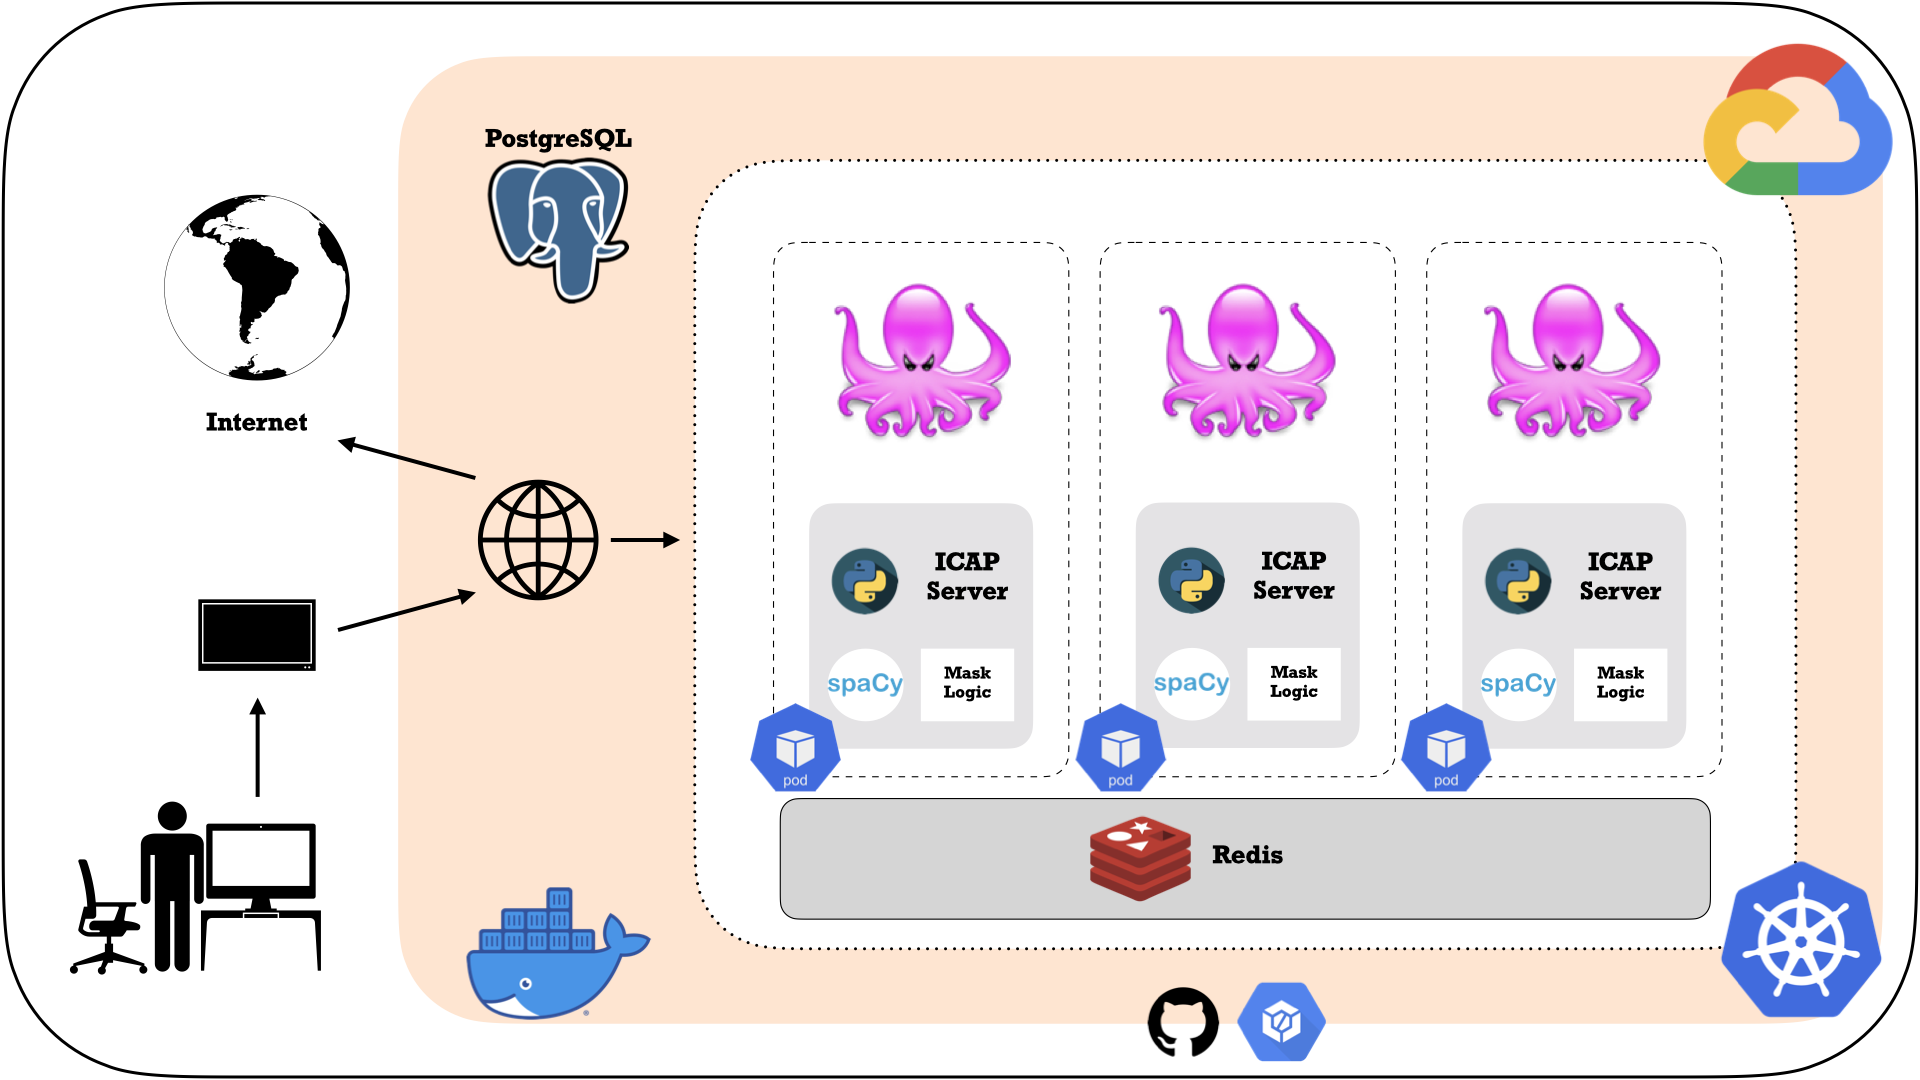 PostgreSQL
Internet
ICAP
Server
spaCy
Mask
Logic
pod
ICAP
Server
spaCy
Mask
Logic
pod
ICAP
Server
spaCy
Mask
Logic
pod
Redis